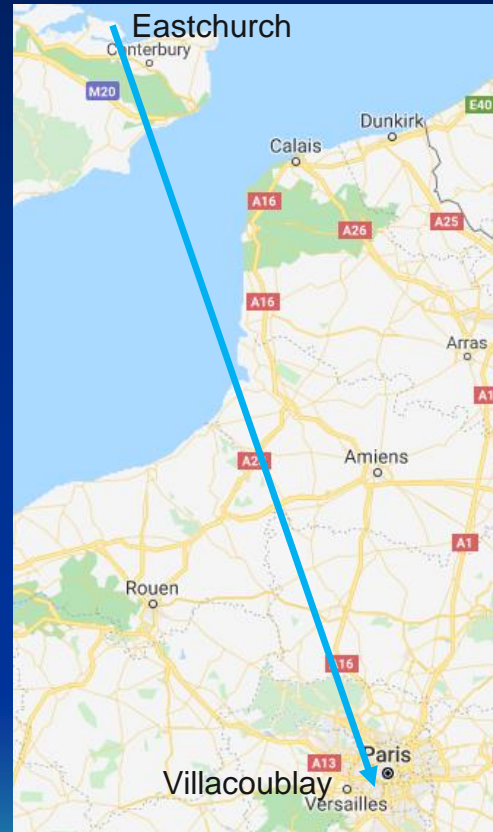 Eastchurch
Canterbury
M20
E40
Dunkirk
Calais
A16
A26
A25
A16
Arras
A1
Amiens
A1
Rouen
A16
Paris
A13
Villacoublay
Versailles